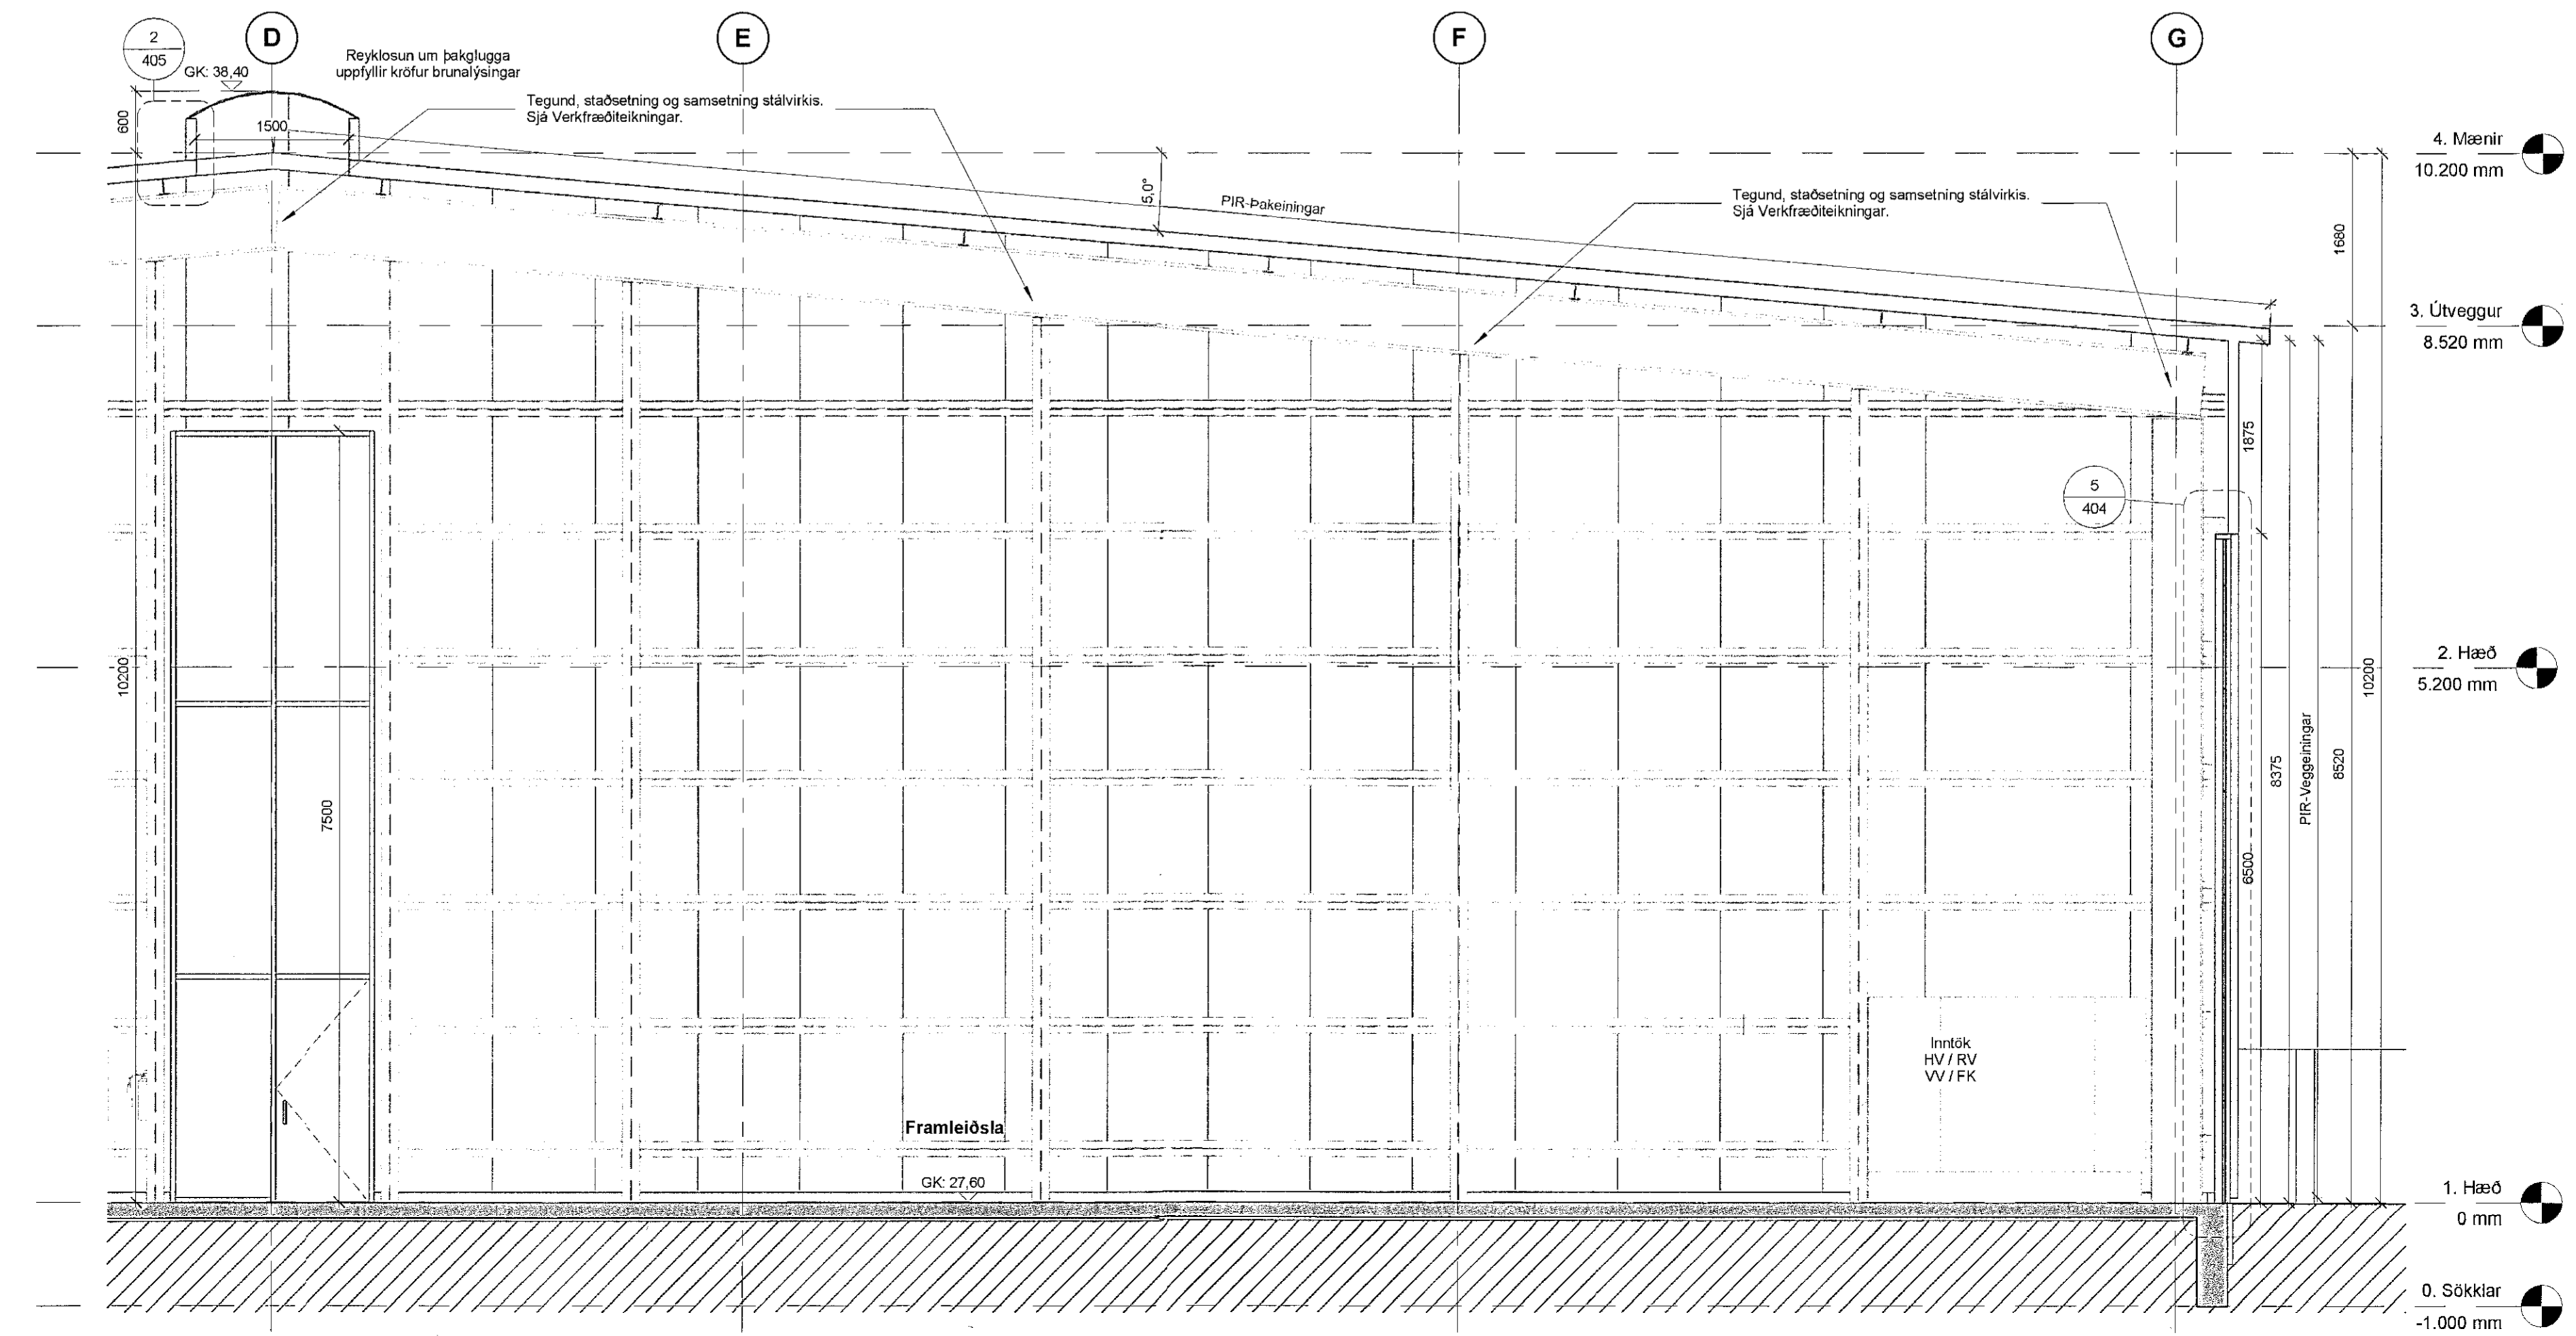 2
405
D
E
F
G
GK: 38,40
Reyklosun um þakglugga
uppfyllir kröfur brunalýsingar
Tegund, staðsetning og samsetning stálvirkis.
Sjá Verkfræðiteikningar.
600
1500
5,0°
PIR-Þakeiningar
Tegund, staðsetning og samsetning stálvirkis.
Sjá Verkfræðiteikningar.
4. Mænir
10.200 mm
1680
3. Útveggur
8.520 mm
1875
5
404
10200
7500
2. Hæð
5.200 mm
10200
8375
PIR-Veggeiningar
8520
6500
Inntök
HV / RV
VV / FK
Framleiðsla
GK: 27,60
1. Hæð
0 mm
0. Sökklar
-1.000 mm